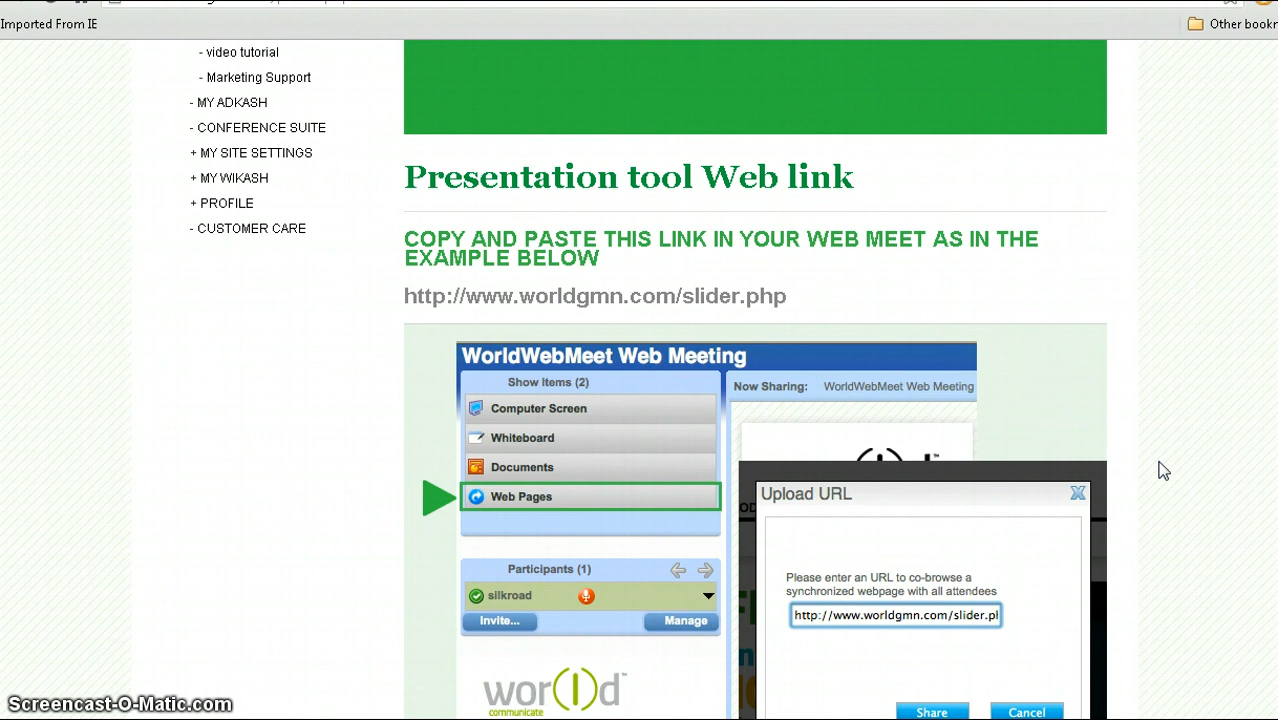 Imported From IE
Other bookr
- video tutorial
- Marketing Support
- MY ADKASH
- CONFERENCE SUITE
+ MY SITE SETTINGS
+ MY WIKASH
+ PROFILE
- CUSTOMER CARE
Presentation tool Web link
COPY AND PASTE THIS LINK IN YOUR WEB MEET AS IN THE
EXAMPLE BELOW
http://www.worldgmn.com/slider.php
WorldWebMeet Web Meeting
Show Items (2)
Computer Screen
Whiteboard
Documents
Web Pages
Now Sharing: WorldWebMeet Web Meeting
Upload URL
Please enter an URL to co-browse a
synchronized webpage with all attendees
http://www.worldgmn.com/slider.pl
Share
Cancel
Participants (1)
silkroad
Invite...
Manage
wor(l)d™
communicate
Screencast-O-Matic.com